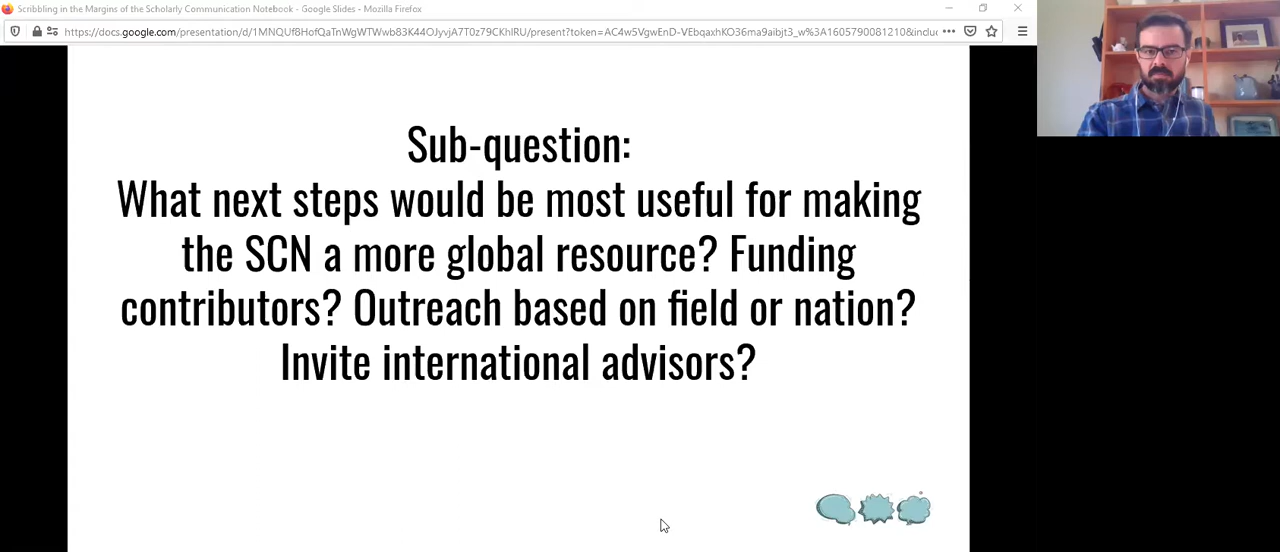 Scribbling in the Margins of the Scholarly Communication Notebook - Google Slides - Mozilla Firefox
Sub-question:
What next steps would be most useful for making
the SCN a more global resource? Funding
contributors? Outreach based on field or nation?
Invite international advisors?